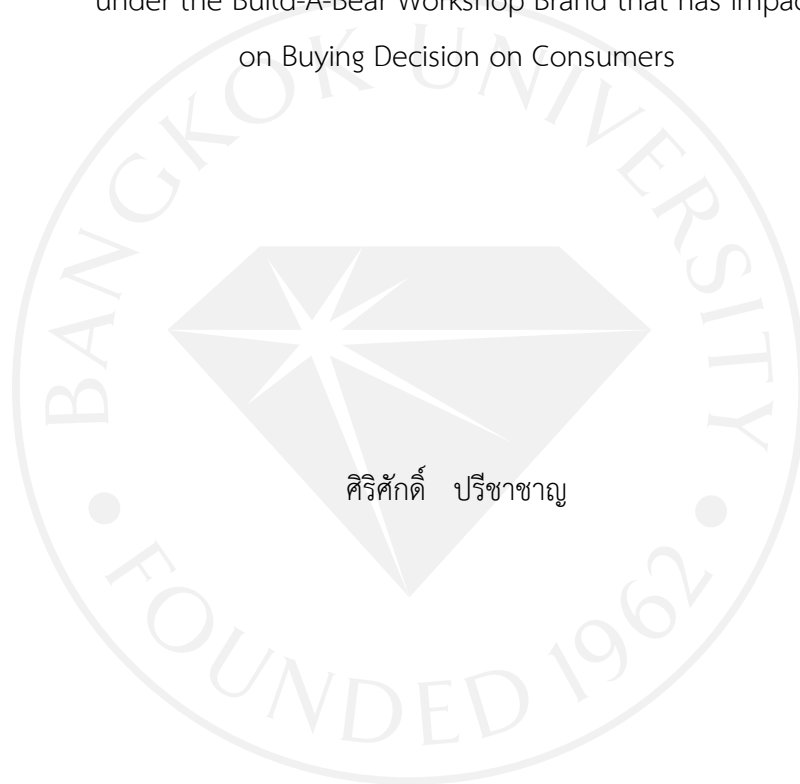 under the Build-A-Bear Workshop Brand that has Impac
on Buying Decision on Consumers
ศิริศักดิ์ ปรีชาชาญ
BANGKOK UNIVERSITY
FOUNDED 1962